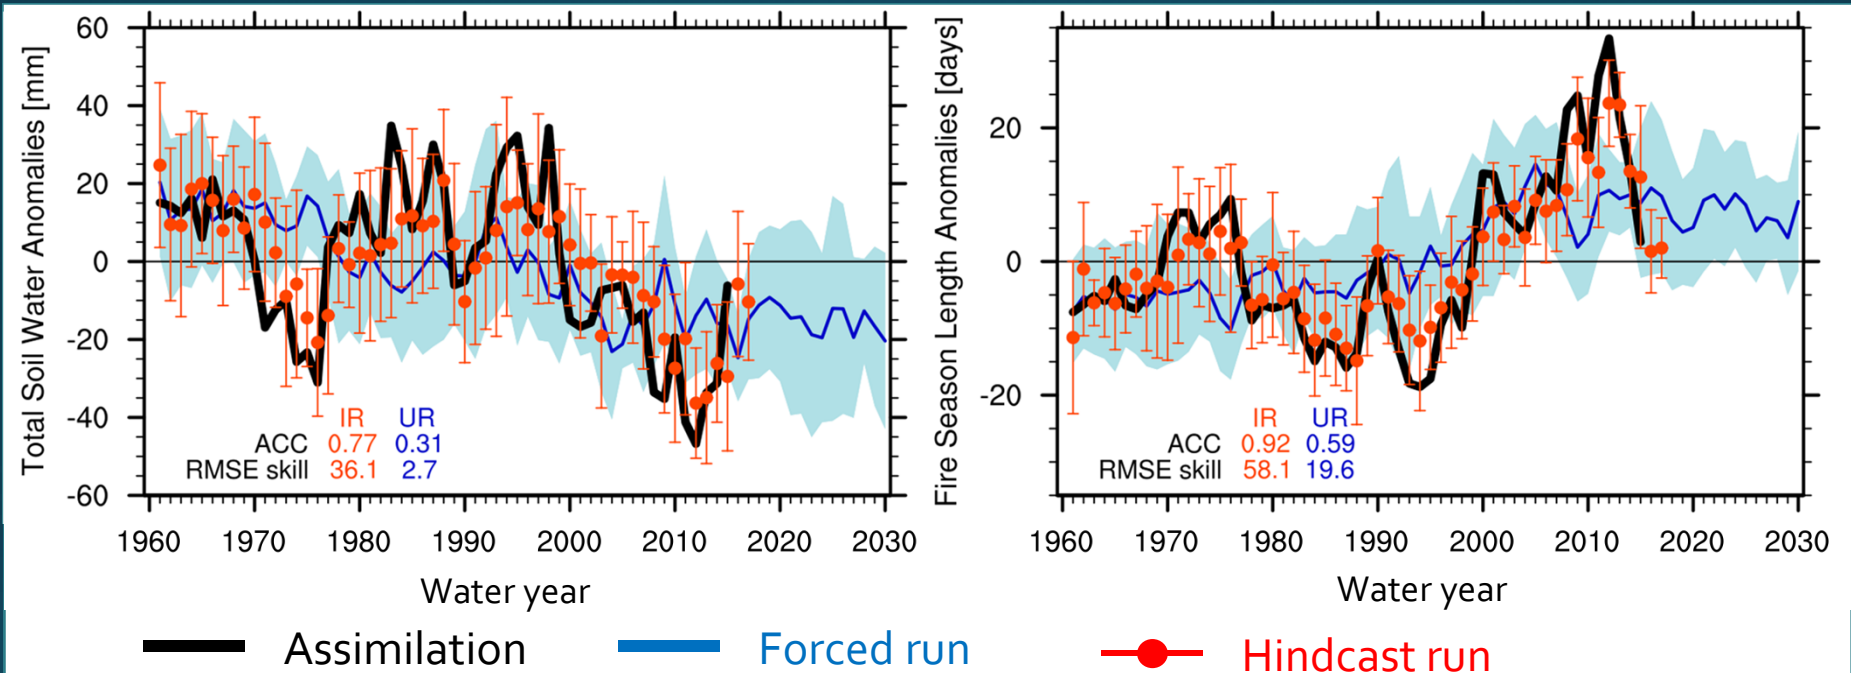 Total Soil Water Anomalies [mm]
60
40
20
0
-20
-40
-60
IR UR
ACC 0.77 0.31
RMSE skill 36.1 2.7
1960 1970 1980 1990 2000 2010 2020 2030
Water year
Fire Season Length Anomalies [days]
20
0
-20
IR UR
ACC 0.92 0.59
RMSE skill 58.1 19.6
1960 1970 1980 1990 2000 2010 2020 2030
Water year
Assimilation Forced run Hindcast run